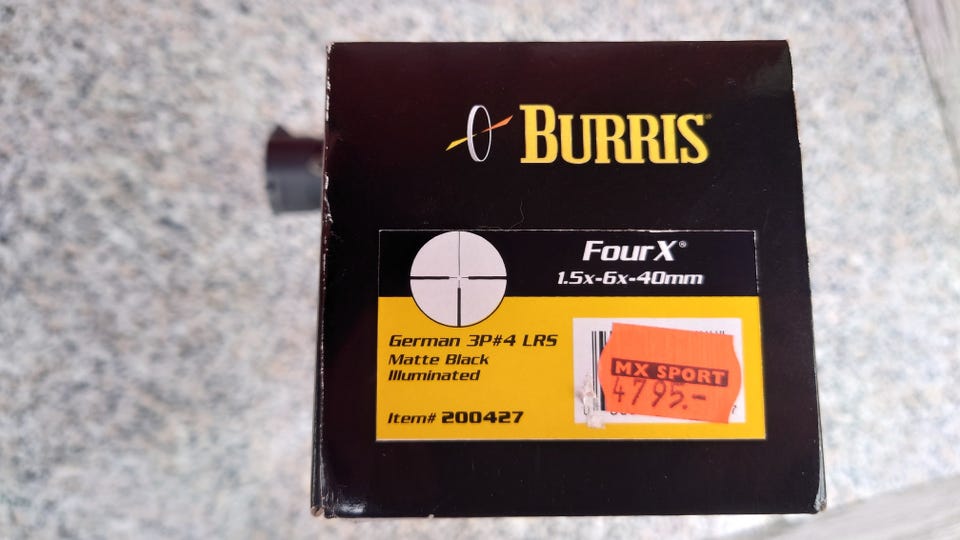 BURRIS®
FourX®
1.5x-6x-40mm
German 3P#4 LRS
Matte Black
Illuminated
Item# 200427
MX SPORT
4795.-